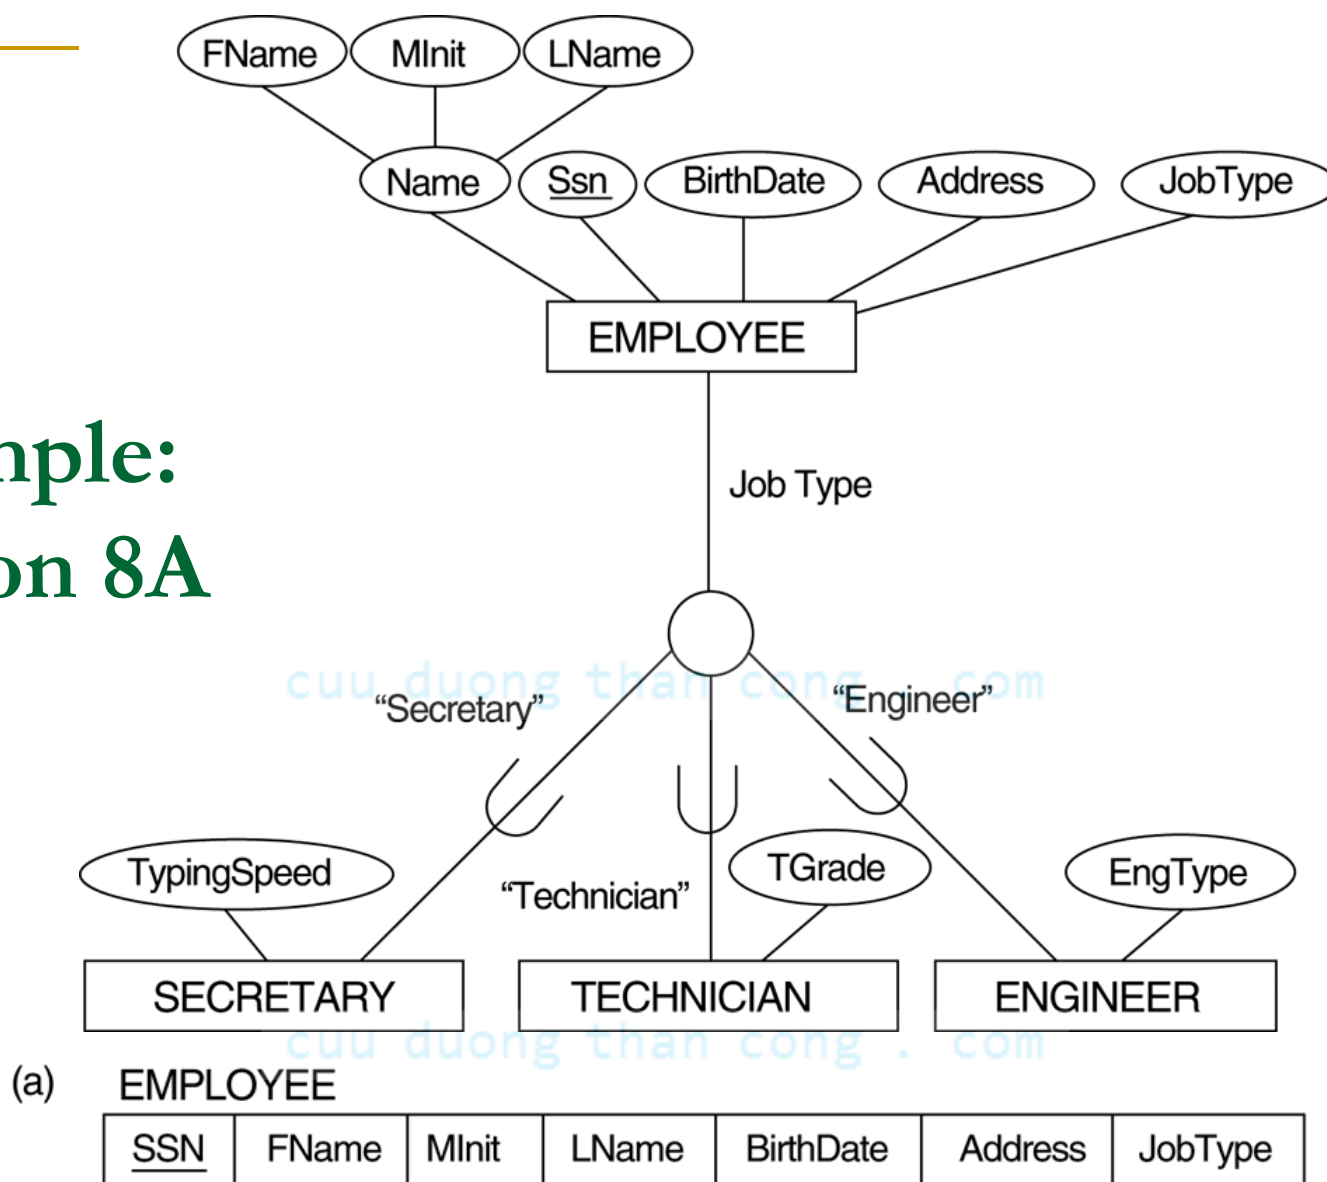 FName MInit LName
Name Ssn BirthDate Address JobType
EMPLOYEE
mple:
Job Type
on 8A
cuu duong than cong . com
“Secretary” “Engineer”
TypingSpeed “Technician” TGrade EngType
SECRETARY TECHNICIAN ENGINEER
cuu duong than cong . com
(a) EMPLOYEE
SSN FName MInit LName BirthDate Address JobType